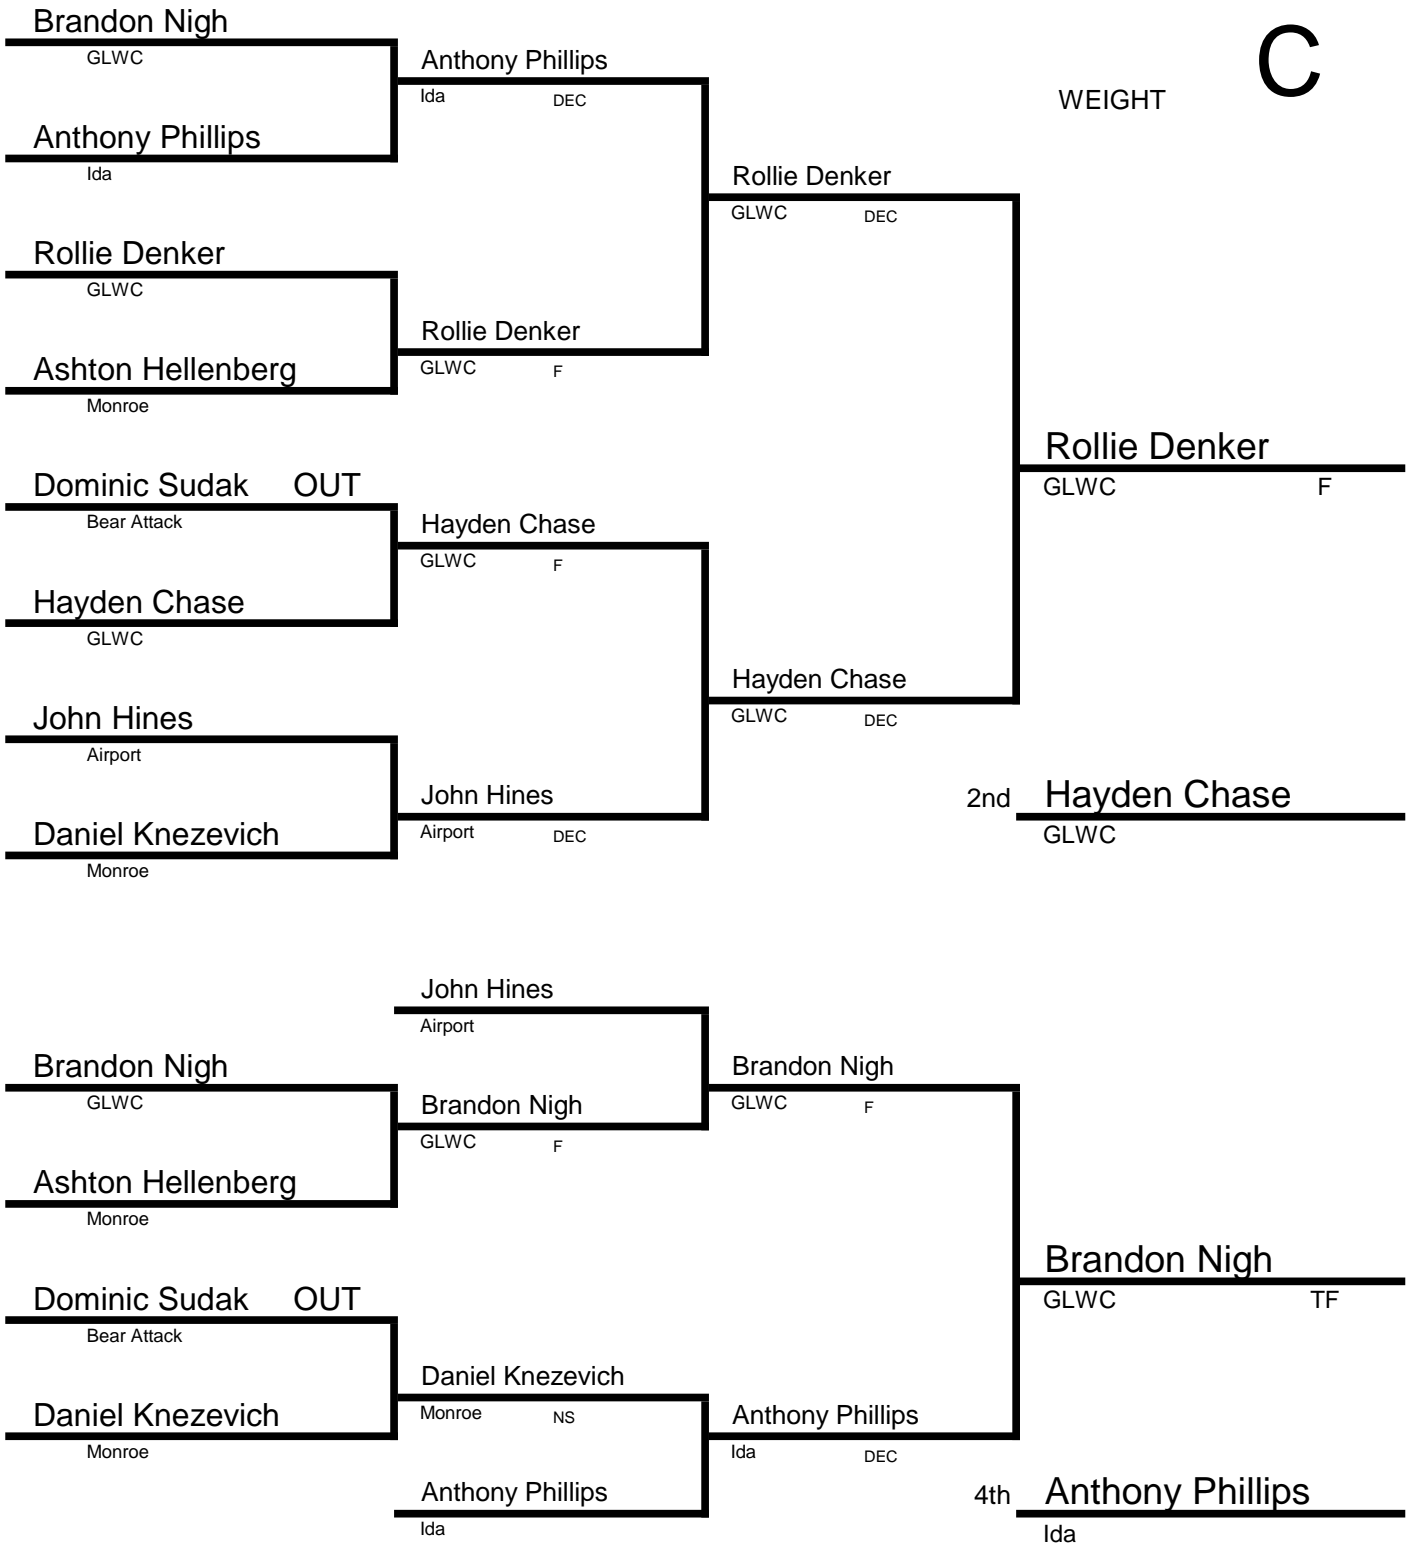 Brandon Nigh
GLWC
Anthony Phillips
Ida DEC
C
WEIGHT
Anthony Phillips
Ida
Rollie Denker
GLWC DEC
Rollie Denker
GLWC
Rollie Denker
GLWC F
Ashton Hellenberg
Monroe
Rollie Denker
GLWC F
Dominic Sudak OUT
Bear Attack
Hayden Chase
GLWC F
Hayden Chase
GLWC
Hayden Chase
GLWC DEC
John Hines
Airport
John Hines
Airport DEC
2nd Hayden Chase
GLWC
Daniel Knezevich
Monroe
John Hines
Airport
Brandon Nigh
GLWC
Brandon Nigh
GLWC F
Brandon Nigh
GLWC F
Ashton Hellenberg
Monroe
Brandon Nigh
GLWC TF
Dominic Sudak OUT
Bear Attack
Daniel Knezevich
Monroe NS
Daniel Knezevich
Monroe
Anthony Phillips
Ida DEC
Anthony Phillips
Ida
4th Anthony Phillips
Ida